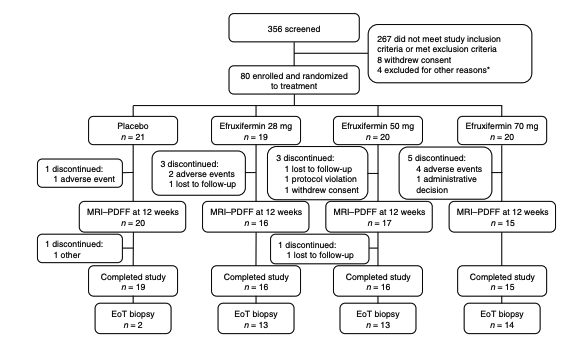 356 screened
267 did not meet study inclusion
criteria or met exclusion criteria
8 withdrew consent
4 excluded for other reasons*
80 enrolled and randomized
to treatment
Placebo
n = 21
Efruxifermin 28 mg
n = 19
Efruxifermin 50 mg
n = 20
Efruxifermin 70 mg
n = 20
1 discontinued:
1 adverse event
3 discontinued:
2 adverse events
1 lost to follow-up
3 discontinued:
1 lost to follow-up
1 protocol violation
1 withdrew consent
5 discontinued:
4 adverse events
1 administrative
decision
MRI–PDFF at 12 weeks
n = 20
MRI–PDFF at 12 weeks
n = 16
MRI–PDFF at 12 weeks
n = 17
MRI–PDFF at 12 weeks
n = 15
1 discontinued:
1 other
1 discontinued:
1 lost to follow-up
Completed study
n = 19
Completed study
n = 16
Completed study
n = 16
Completed study
n = 15
EoT biopsy
n = 2
EoT biopsy
n = 13
EoT biopsy
n = 13
EoT biopsy
n = 14